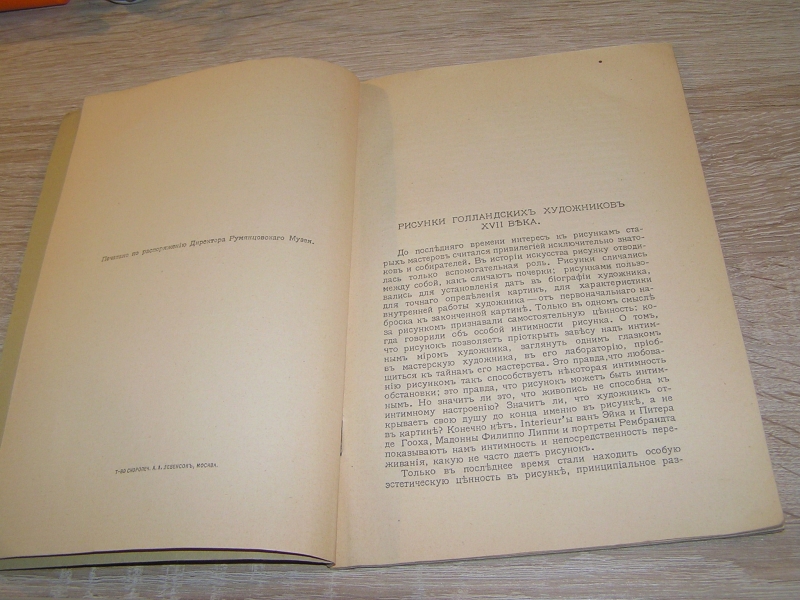 Печатано по распоряженію Директора Румянцовскаго Музея.
Т-ВО СКОРОПЕЧ. А. А. ЛЕВЕНСОНЪ, МОСКВА.
РИСУНКИ ГОЛЛАНДСКИХЪ ХУДОЖНИКОВЪ
XVII ВѢКА.
До послѣдняго времени интересъ къ рисункамъ ста-
рыхъ мастеровъ считался привилегіей исключительно знато-
ковъ и собирателей. Въ исторіи искусства рисунку отводи-
лась только вспомогательная роль. Рисунки сличались
между собой, какъ сличаютъ почерки; рисунками пользо-
вались для установленія датъ въ біографіи художника,
для точнаго опредѣленія картинъ, для характеристики
внутренней работы художника—отъ первоначальнаго на-
броска къ законченной картинѣ. Только въ одномъ смыслѣ
за рисункомъ признавали самостоятельную цѣнность: ко-
гда говорили объ особой интимности рисунка. О томъ,
что рисунокъ позволяетъ пріоткрыть завѣсу надъ интим-
нымъ міромъ художника, заглянуть однимъ глазкомъ
въ мастерскую художника, въ его лабораторію, пріоб-
щиться къ тайнамъ его мастерства. Это правда,что любова-
нію рисункомъ такъ способствуетъ нѣкоторая интимность
обстановки; это правда, что рисунокъ можетъ быть интим-
нымъ. Но значитъ ли это, что живопись не способна къ
интимному настроенію? Значитъ ли, что художникъ от-
крываетъ свою душу до конца именно въ рисункѣ, а не
въ картинѣ? Конечно нѣтъ. Interieur'ы ванъ Эйка и Питера
де Гооха, Мадонны Филиппо Липпи и портреты Рембрандта
показываютъ намъ интимность и непосредственность пере-
живанія, какую не часто даетъ рисунокъ.
Только въ послѣднее время стали находить особую
эстетическую цѣнность въ рисункѣ, принципіальное раз-